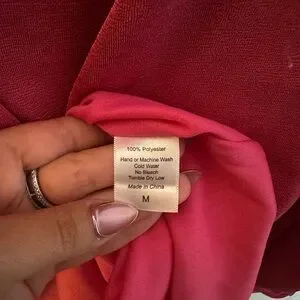 100% Polyester
Hand or Machine Wash
Cold Water
No Bleach
Tumble Dry Low
Made in China
M